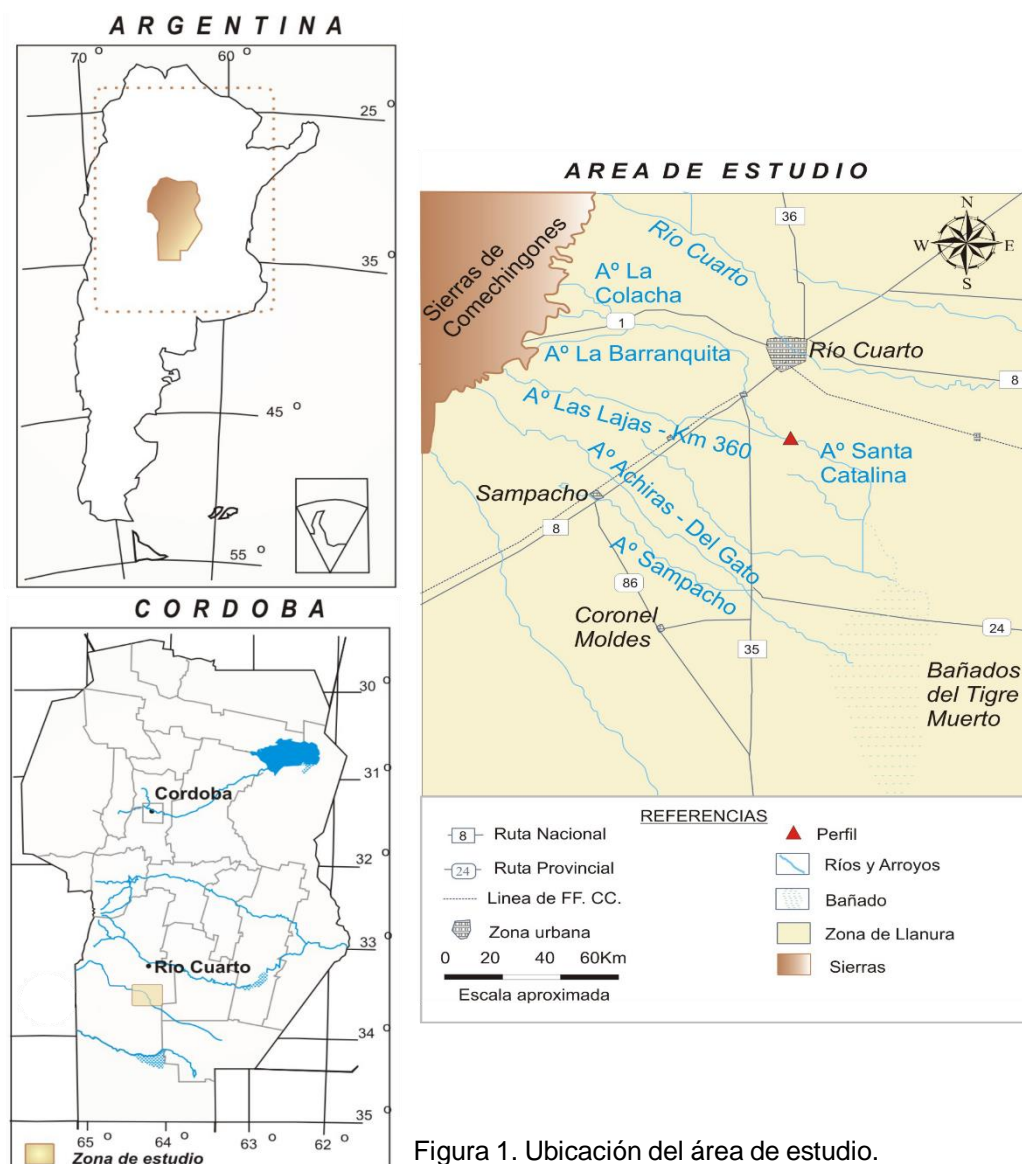 ARGENTINA
70 o
60 o
25 o
35 o
45 o
55 o
CORDOBA
30 o
31 o
Cordoba
32 o
33 o
Río Cuarto
34 o
35 o
65 o
64 o
63 o
62 o
Zona de estudio
AREA DE ESTUDIO
N
W
E
S
36
Río Cuarto
Sierras de
Comechingones
Aº La
Colacha
1
Aº La Barranquita
Río Cuarto
8
Aº Las Lajas - Km 360
Aº Santa
Catalina
Aº Achiras - Del Gato
Sampacho
8
Aº Sampacho
86
Coronel
Moldes
35
24
Bañados
del Tigre
Muerto
REFERENCIAS
8 Ruta Nacional
24 Ruta Provincial
Linea de FF. CC.
Zona urbana
0 20 40 60Km
Escala aproximada
Perfil
Ríos y Arroyos
Bañado
Zona de Llanura
Sierras
Figura 1. Ubicación del área de estudio.